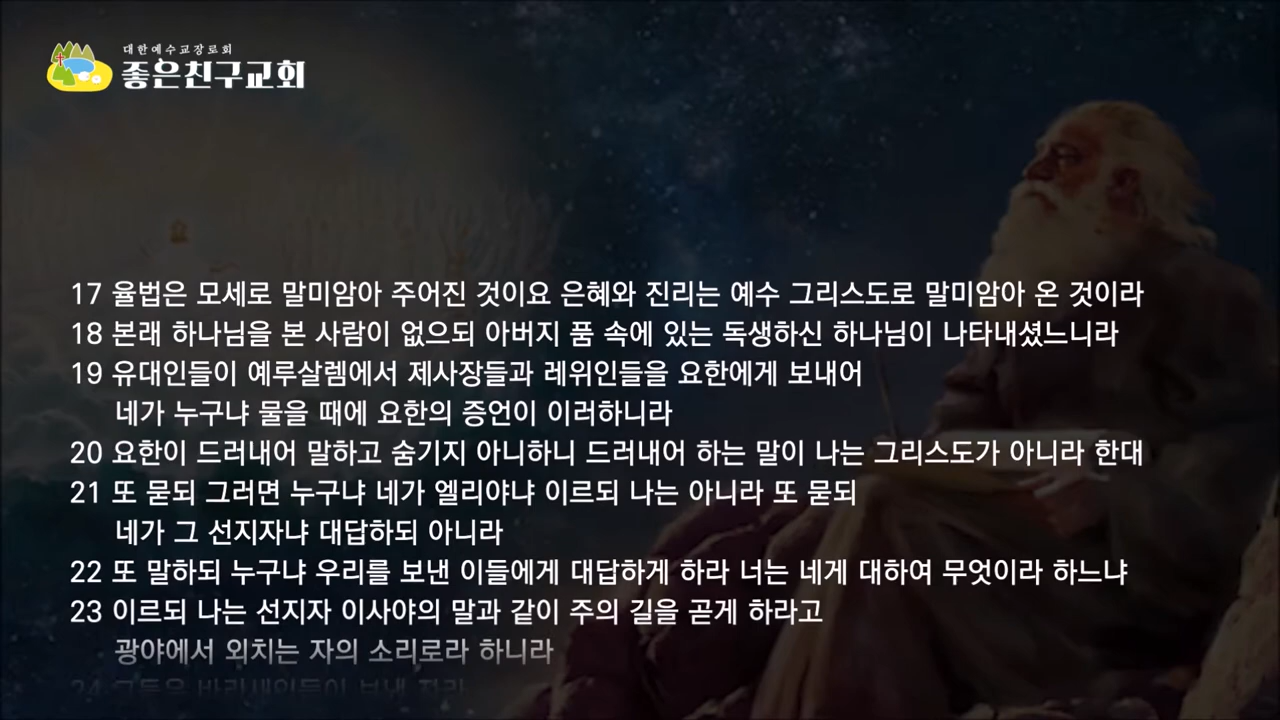 대한예수교장로회
좋은친구교회
17 율법은 모세로 말미암아 주어진 것이요 은혜와 진리는 예수 그리스도로 말미암아 온 것이라
18 본래 하나님을 본 사람이 없으되 아버지 품 속에 있는 독생하신 하나님이 나타내셨느니라
19 유대인들이 예루살렘에서 제사장들과 레위인들을 요한에게 보내어
네가 누구냐 물을 때에 요한의 증언이 이러하니라
20 요한이 드러내어 말하고 숨기지 아니하니 드러내어 하는 말이 나는 그리스도가 아니라 한대
21 또 묻되 그러면 누구냐 네가 엘리야냐 이르되 나는 아니라 또 묻되
네가 그 선지자냐 대답하되 아니라
22 또 말하되 누구냐 우리를 보낸 이들에게 대답하게 하라 너는 네게 대하여 무엇이라 하느냐
23 이르되 나는 선지자 이사야의 말과 같이 주의 길을 곧게 하라고
광야에서 외치는 자의 소리로라 하니라
24 그들은 바리새인들이 보낸 자라